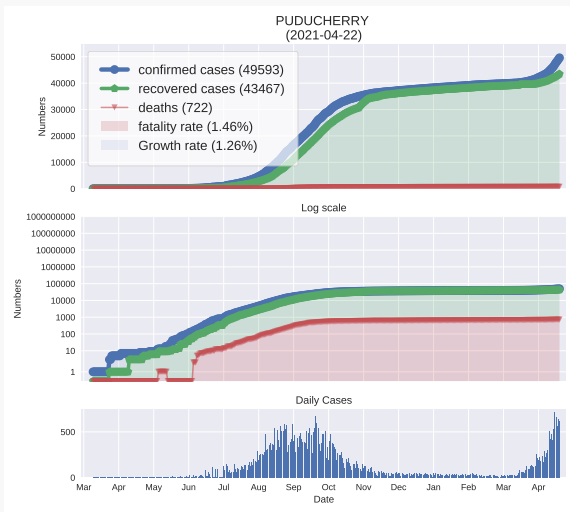 PUDUCHERRY
(2021-04-22)
50000
40000
30000
20000
10000
0
Numbers
confirmed cases (49593)
recovered cases (43467)
deaths (722)
fatality rate (1.46%)
Growth rate (1.26%)
Log scale
1000000000
100000000
10000000
1000000
100000
10000
1000
100
10
1
Numbers
Daily Cases
500
0
Mar Apr May Jun Jul Aug Sep Oct Nov Dec Jan Feb Mar Apr
Date